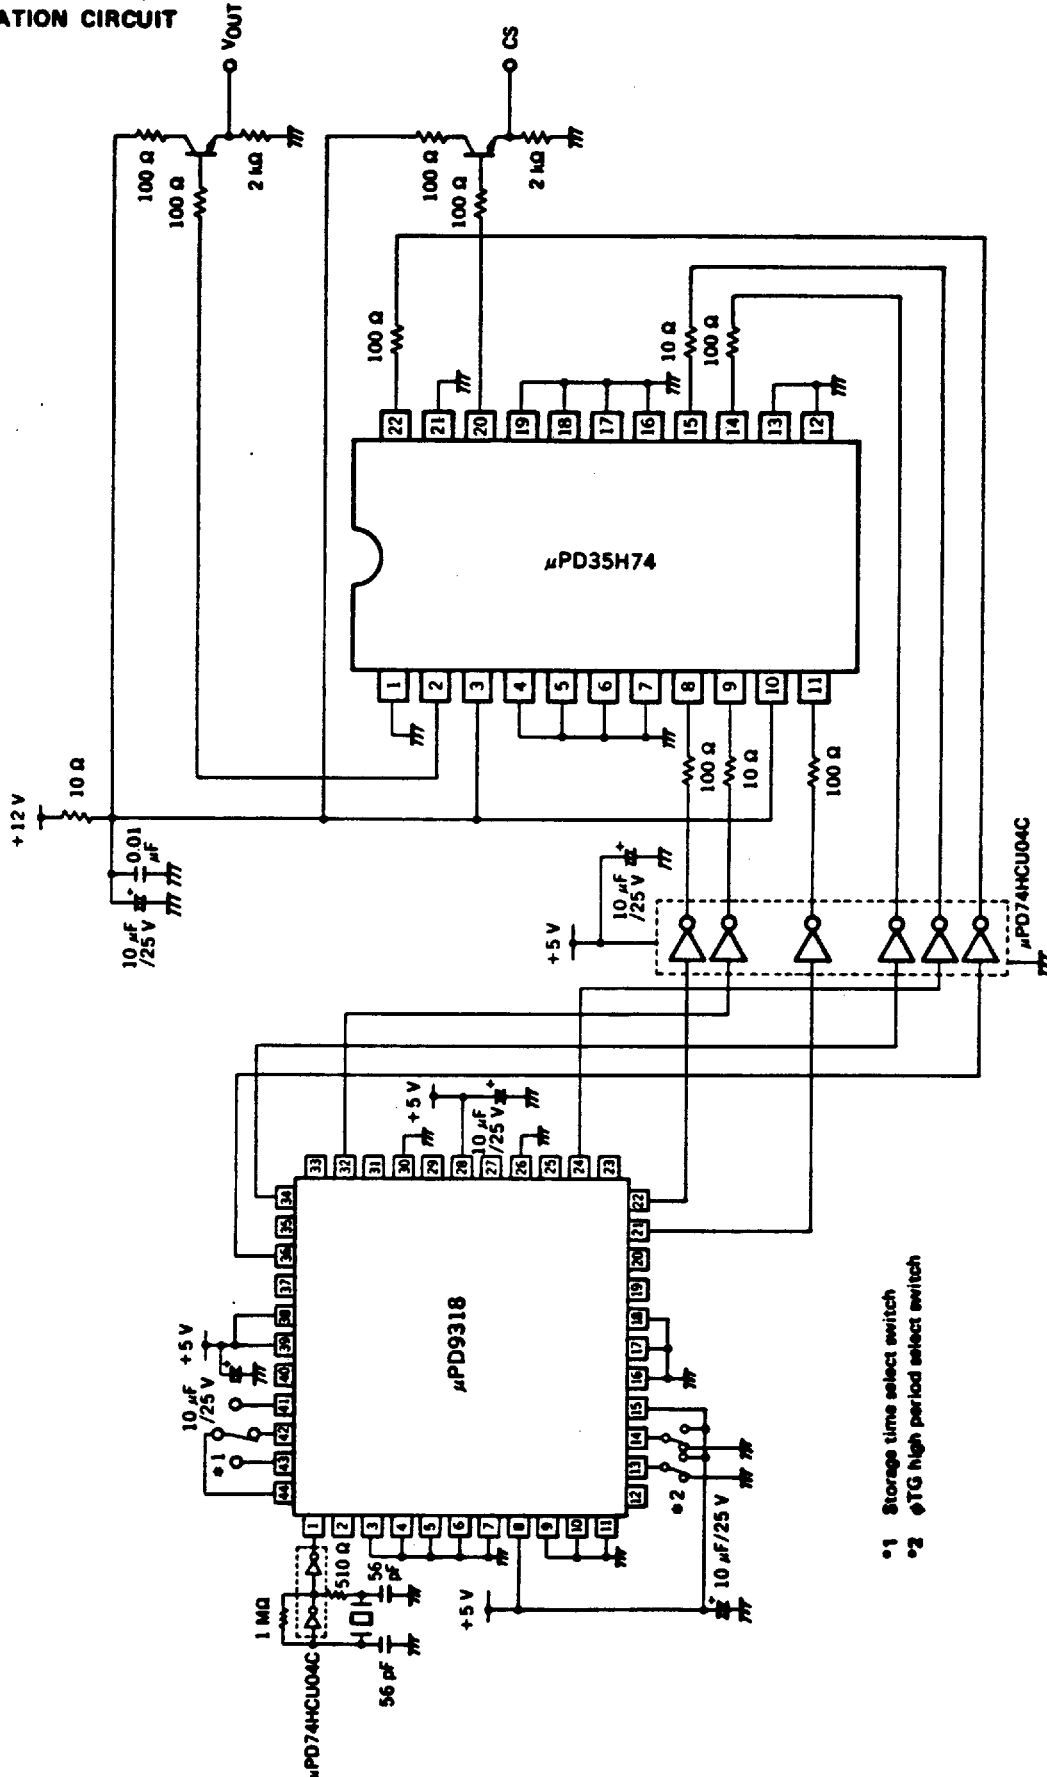 ATION CIRCUIT
VOUT
CS
100 Ω
100 Ω
2 kΩ
100 Ω
100 Ω
2 kΩ
100 Ω
10 Ω
100 Ω
22
21
20
19
18
17
16
15
14
13
12
μPD35H74
1
2
3
4
5
6
7
8
9
10
11
+12 V
10 Ω
0.01
μF
10 μF
/25 V
100 Ω
10 Ω
100 Ω
+5 V
10 μF
/25 V
μPD74HCU04C
+5 V
10 μF
/25 V
33
32
31
30
29
28
27
26
25
24
23
34
35
36
37
38
39
40
41
42
43
44
22
21
20
19
18
17
16
15
14
13
12
μPD9318
+5 V
10 μF
/25 V
*1
*2
1
2
3
4
5
6
7
8
9
10
11
1 MΩ
510 Ω
56
pF
56 pF
μPD74HCU04C
+5 V
10 μF/25 V
*1 Storage time select switch
*2 φTG high period select switch